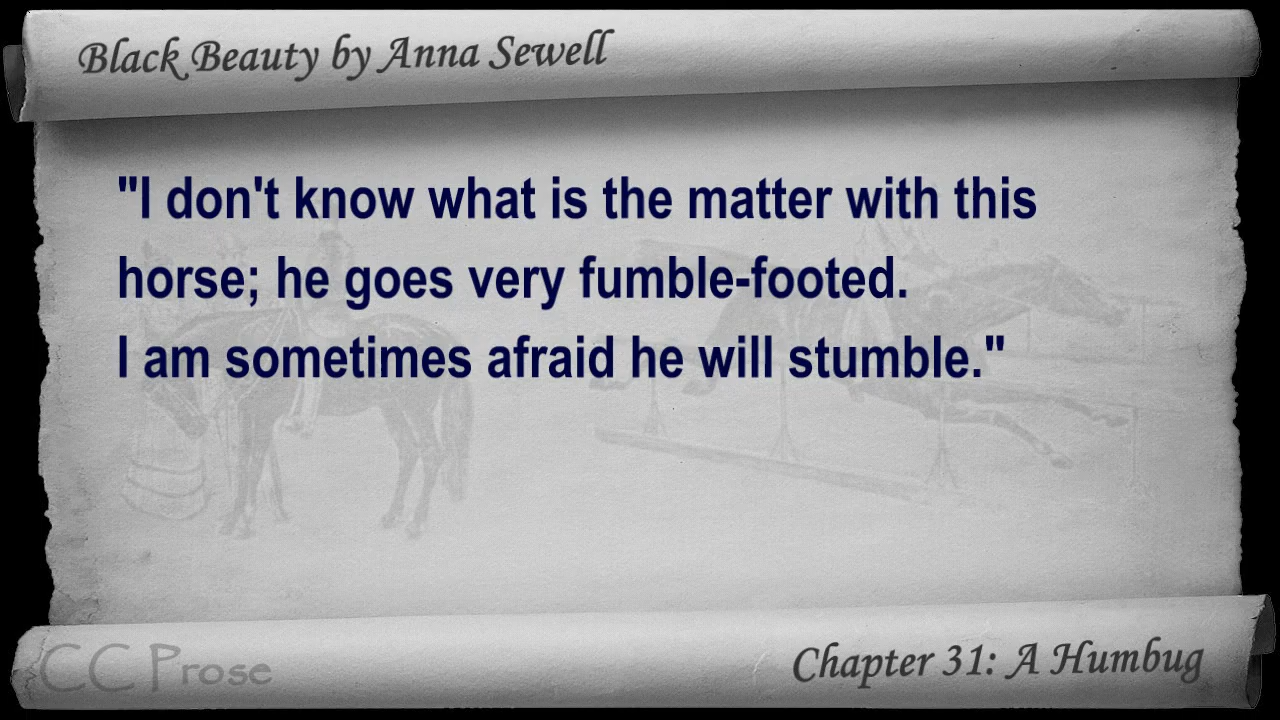 Black Beauty by Anna Sewell
"I don't know what is the matter with this
horse; he goes very fumble-footed.
I am sometimes afraid he will stumble."
CC Prose
Chapter 31: A Humbug